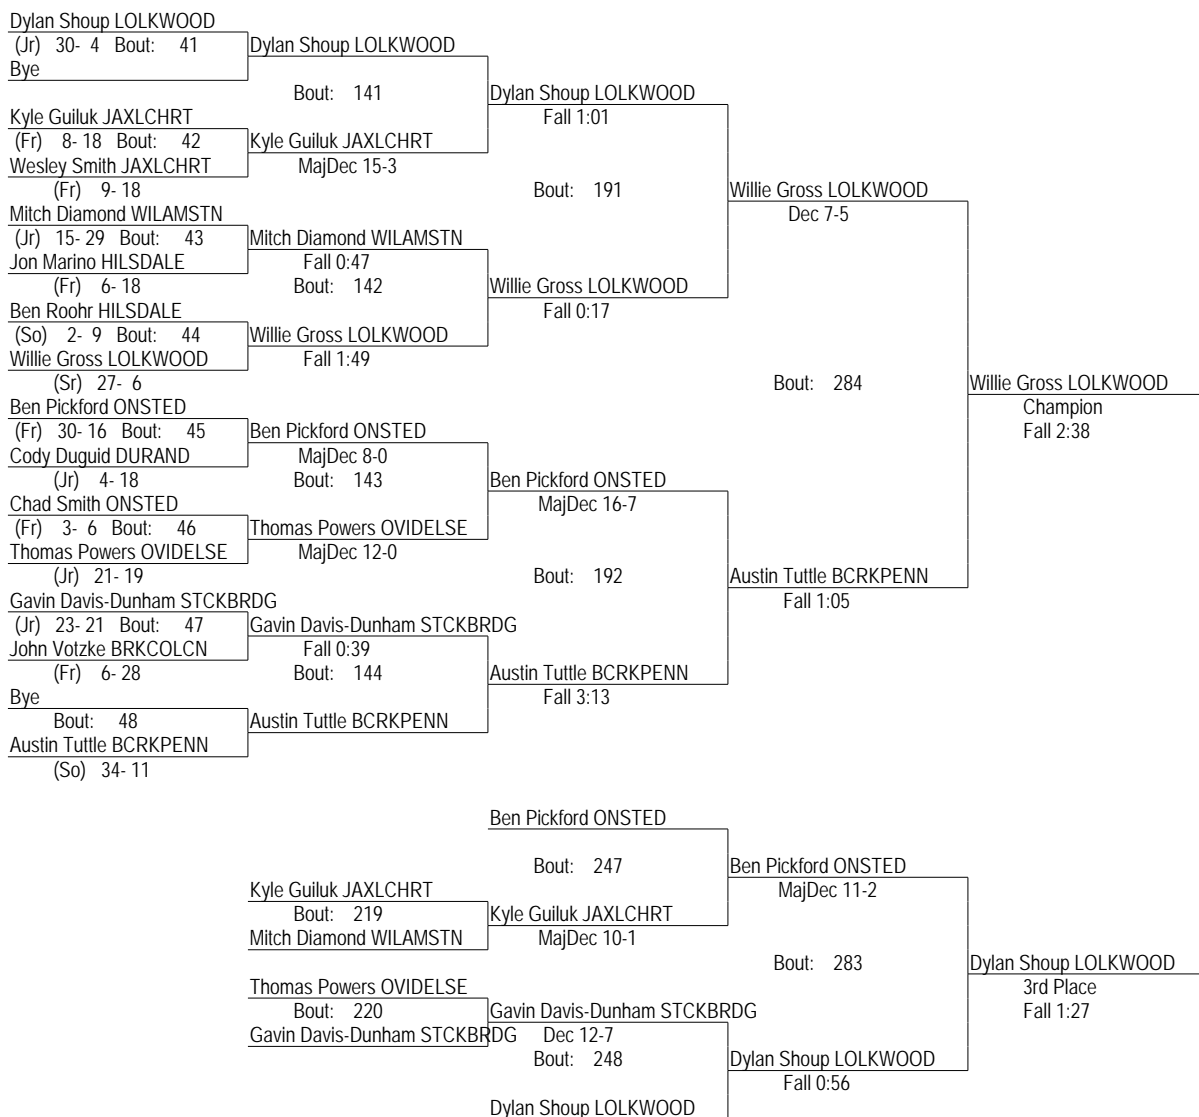 Dylan Shoup LOLKWOOD
(Jr) 30- 4 Bout: 41
Dylan Shoup LOLKWOOD
Bye
Bout: 141
Dylan Shoup LOLKWOOD
Fall 1:01
Kyle Guiluk JAXLCHRT
(Fr) 8- 18 Bout: 42
Kyle Guiluk JAXLCHRT
Wesley Smith JAXLCHRT
MajDec 15-3
(Fr) 9- 18
Bout: 191
Willie Gross LOLKWOOD
Dec 7-5
Mitch Diamond WILAMSTN
(Jr) 15- 29 Bout: 43
Mitch Diamond WILAMSTN
Jon Marino HILSDALE
Fall 0:47
(Fr) 6- 18
Bout: 142
Willie Gross LOLKWOOD
Fall 0:17
Ben Roohr HILSDALE
(So) 2- 9 Bout: 44
Willie Gross LOLKWOOD
Willie Gross LOLKWOOD
Fall 1:49
(Sr) 27- 6
Bout: 284
Willie Gross LOLKWOOD
Champion
Fall 2:38
Ben Pickford ONSTED
(Fr) 30- 16 Bout: 45
Ben Pickford ONSTED
Cody Duguid DURAND
MajDec 8-0
(Jr) 4- 18
Bout: 143
Ben Pickford ONSTED
MajDec 16-7
Chad Smith ONSTED
(Fr) 3- 6 Bout: 46
Thomas Powers OVIDELSE
Thomas Powers OVIDELSE
MajDec 12-0
(Jr) 21- 19
Bout: 192
Austin Tuttle BCRKPENN
Fall 1:05
Gavin Davis-Dunham STCKBRDG
(Jr) 23- 21 Bout: 47
Gavin Davis-Dunham STCKBRDG
John Votzke BRKCOLCN
Fall 0:39
(Fr) 6- 28
Bout: 144
Austin Tuttle BCRKPENN
Fall 3:13
Bye
Bout: 48
Austin Tuttle BCRKPENN
Austin Tuttle BCRKPENN
(So) 34- 11
Ben Pickford ONSTED
Bout: 247
Ben Pickford ONSTED
MajDec 11-2
Kyle Guiluk JAXLCHRT
Bout: 219
Kyle Guiluk JAXLCHRT
Mitch Diamond WILAMSTN
MajDec 10-1
Bout: 283
Dylan Shoup LOLKWOOD
3rd Place
Fall 1:27
Thomas Powers OVIDELSE
Bout: 220
Gavin Davis-Dunham STCKBRDG
Gavin Davis-Dunham STCKBRDG
Dec 12-7
Bout: 248
Dylan Shoup LOLKWOOD
Fall 0:56
Dylan Shoup LOLKWOOD